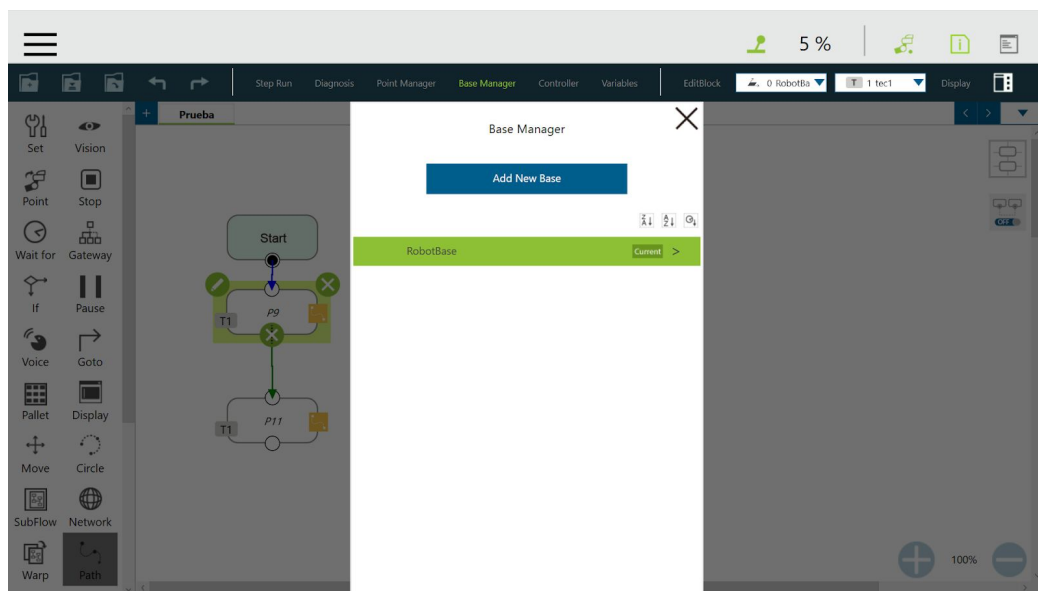 5 %
Step Run Diagnosis Point Manager Base Manager Controller Variables EditBlock 0 RobotBa T 1 tec1 Display
+ Prueba
Base Manager
Add New Base
RobotBase Current >
Set Vision
Point Stop
Wait for Gateway
If Pause
Voice Goto
Pallet Display
Move Circle
SubFlow Network
Warp Path
Start
P9
T1
P11
T1
OFF
100%